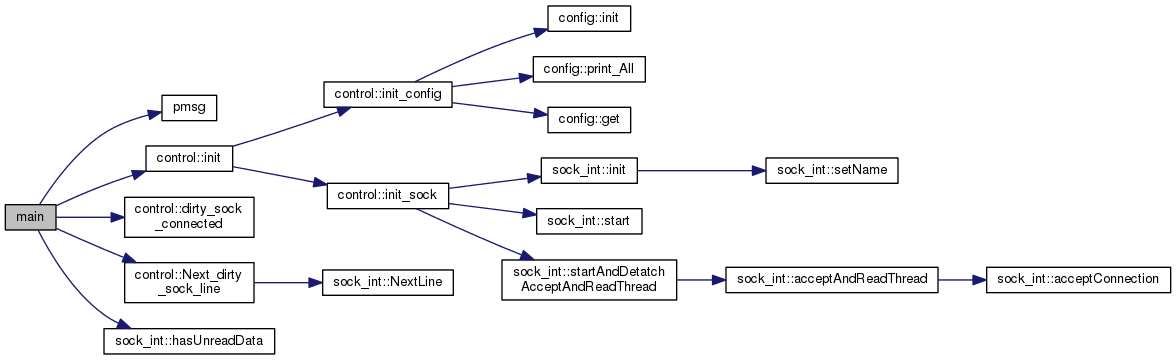 main
pmsg
control::init
control::dirty_sock
_connected
control::Next_dirty
_sock_line
sock_int::hasUnreadData
control::init_config
control::init_sock
sock_int::NextLine
config::init
config::print_All
config::get
sock_int::init
sock_int::start
sock_int::startAndDetatch
AcceptAndReadThread
sock_int::setName
sock_int::acceptAndReadThread
sock_int::acceptConnection